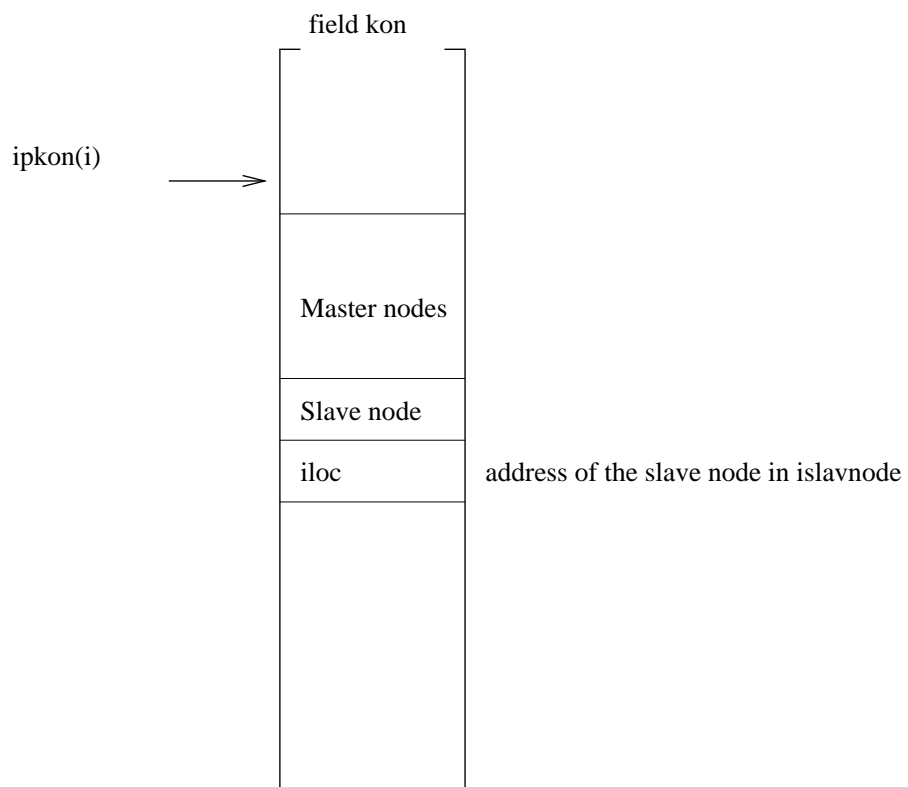 field kon
ipkon(i)
Master nodes
Slave node
iloc
address of the slave node in islavnode